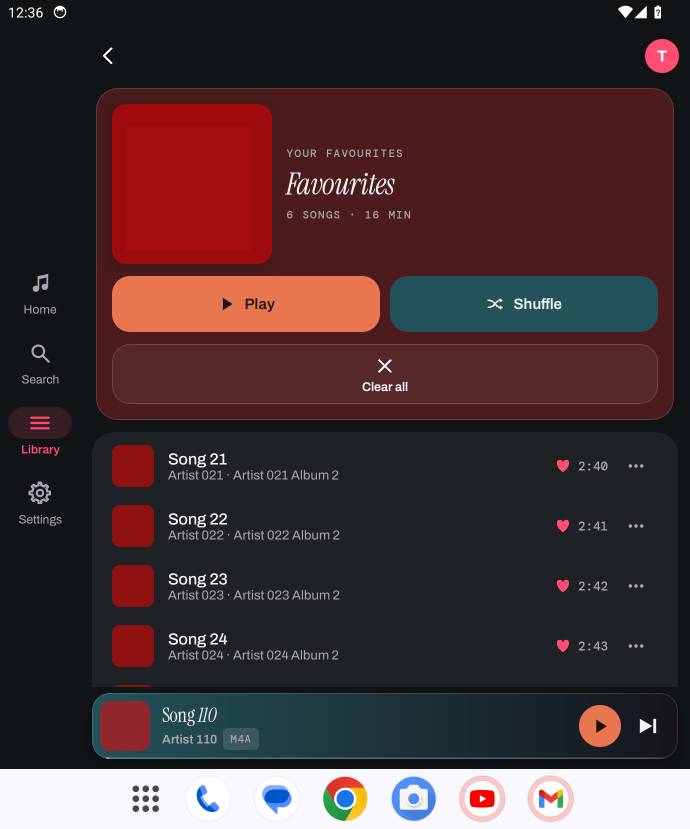 12:36
T
YOUR FAVOURITES
Favourites
6 SONGS · 16 MIN
Play
Shuffle
Clear all
Home
Search
Library
Settings
Song 21
Artist 021 · Artist 021 Album 2
2:40
Song 22
Artist 022 · Artist 022 Album 2
2:41
Song 23
Artist 023 · Artist 023 Album 2
2:42
Song 24
Artist 024 · Artist 024 Album 2
2:43
Song 110
Artist 110 M4A